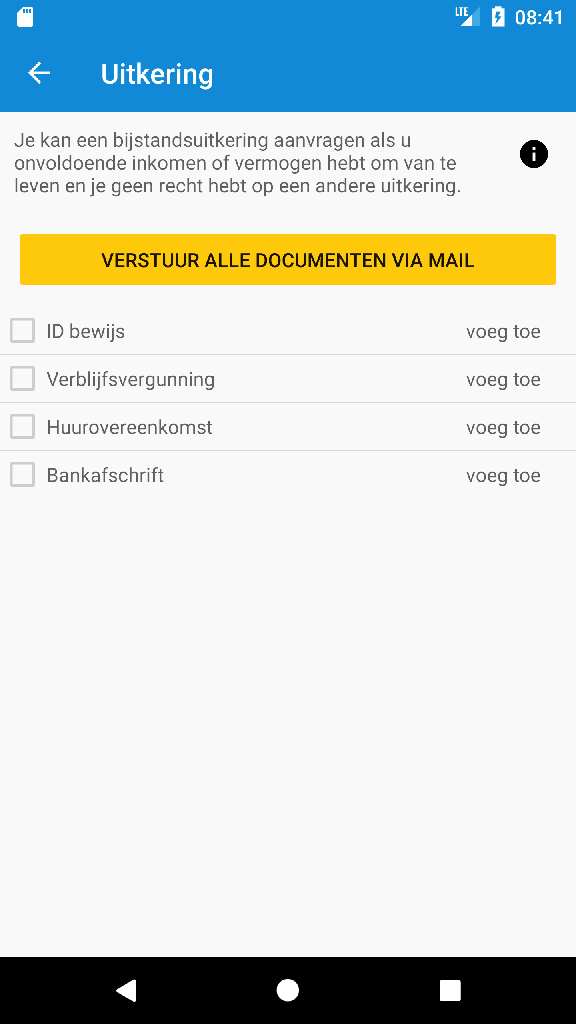 LTE 08:41
Uitkering
Je kan een bijstandsuitkering aanvragen als u
onvoldoende inkomen of vermogen hebt om van te
leven en je geen recht hebt op een andere uitkering.
VERSTUUR ALLE DOCUMENTEN VIA MAIL
ID bewijs voeg toe
Verblijfsvergunning voeg toe
Huurovereenkomst voeg toe
Bankafschrift voeg toe